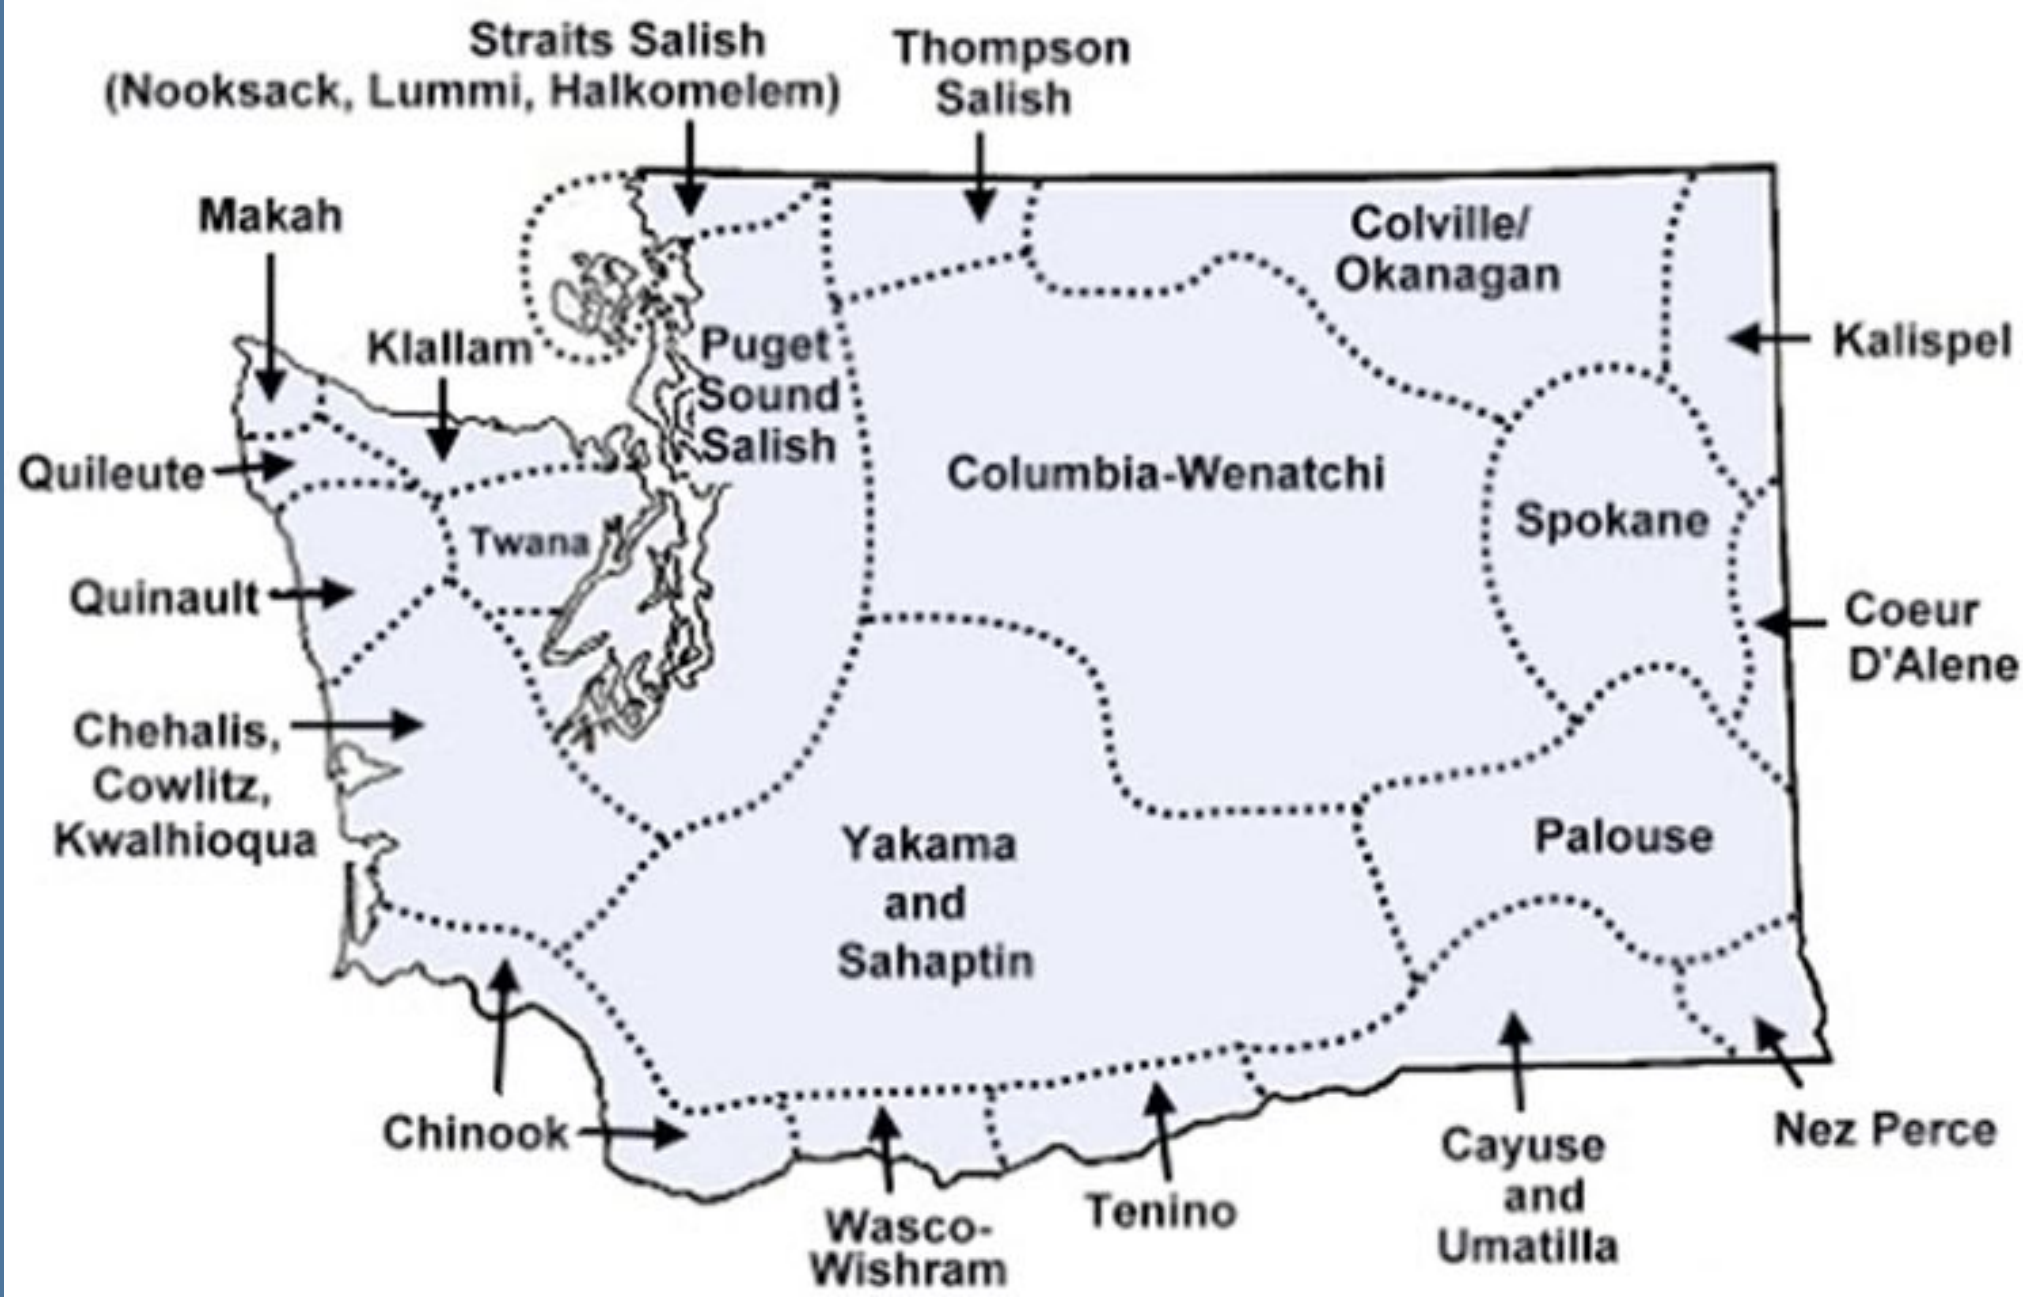 Straits Salish
(Nooksack, Lummi, Halkomelem)
Thompson
Salish
Makah
Colville/
Okanagan
Klallam
Puget
Sound
Salish
Kalispel
Quileute
Columbia-Wenatchi
Spokane
Twana
Quinault
Coeur
D'Alene
Chehalis,
Cowlitz,
Kwalhioqua
Yakama
and
Sahaptin
Palouse
Chinook
Wasco-
Wishram
Tenino
Cayuse
and
Umatilla
Nez Perce